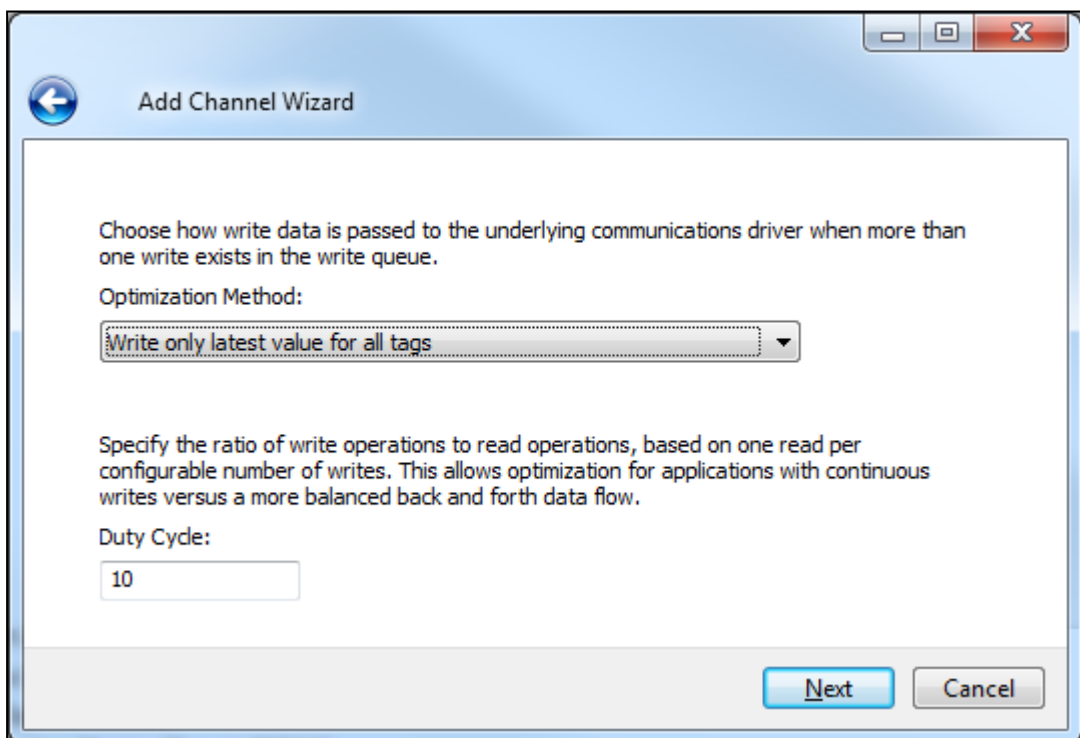 Add Channel Wizard
Choose how write data is passed to the underlying communications driver when more than
one write exists in the write queue.
Optimization Method:
Write only latest value for all tags
Specify the ratio of write operations to read operations, based on one read per
configurable number of writes. This allows optimization for applications with continuous
writes versus a more balanced back and forth data flow.
Duty Cycle:
10
Next
Cancel